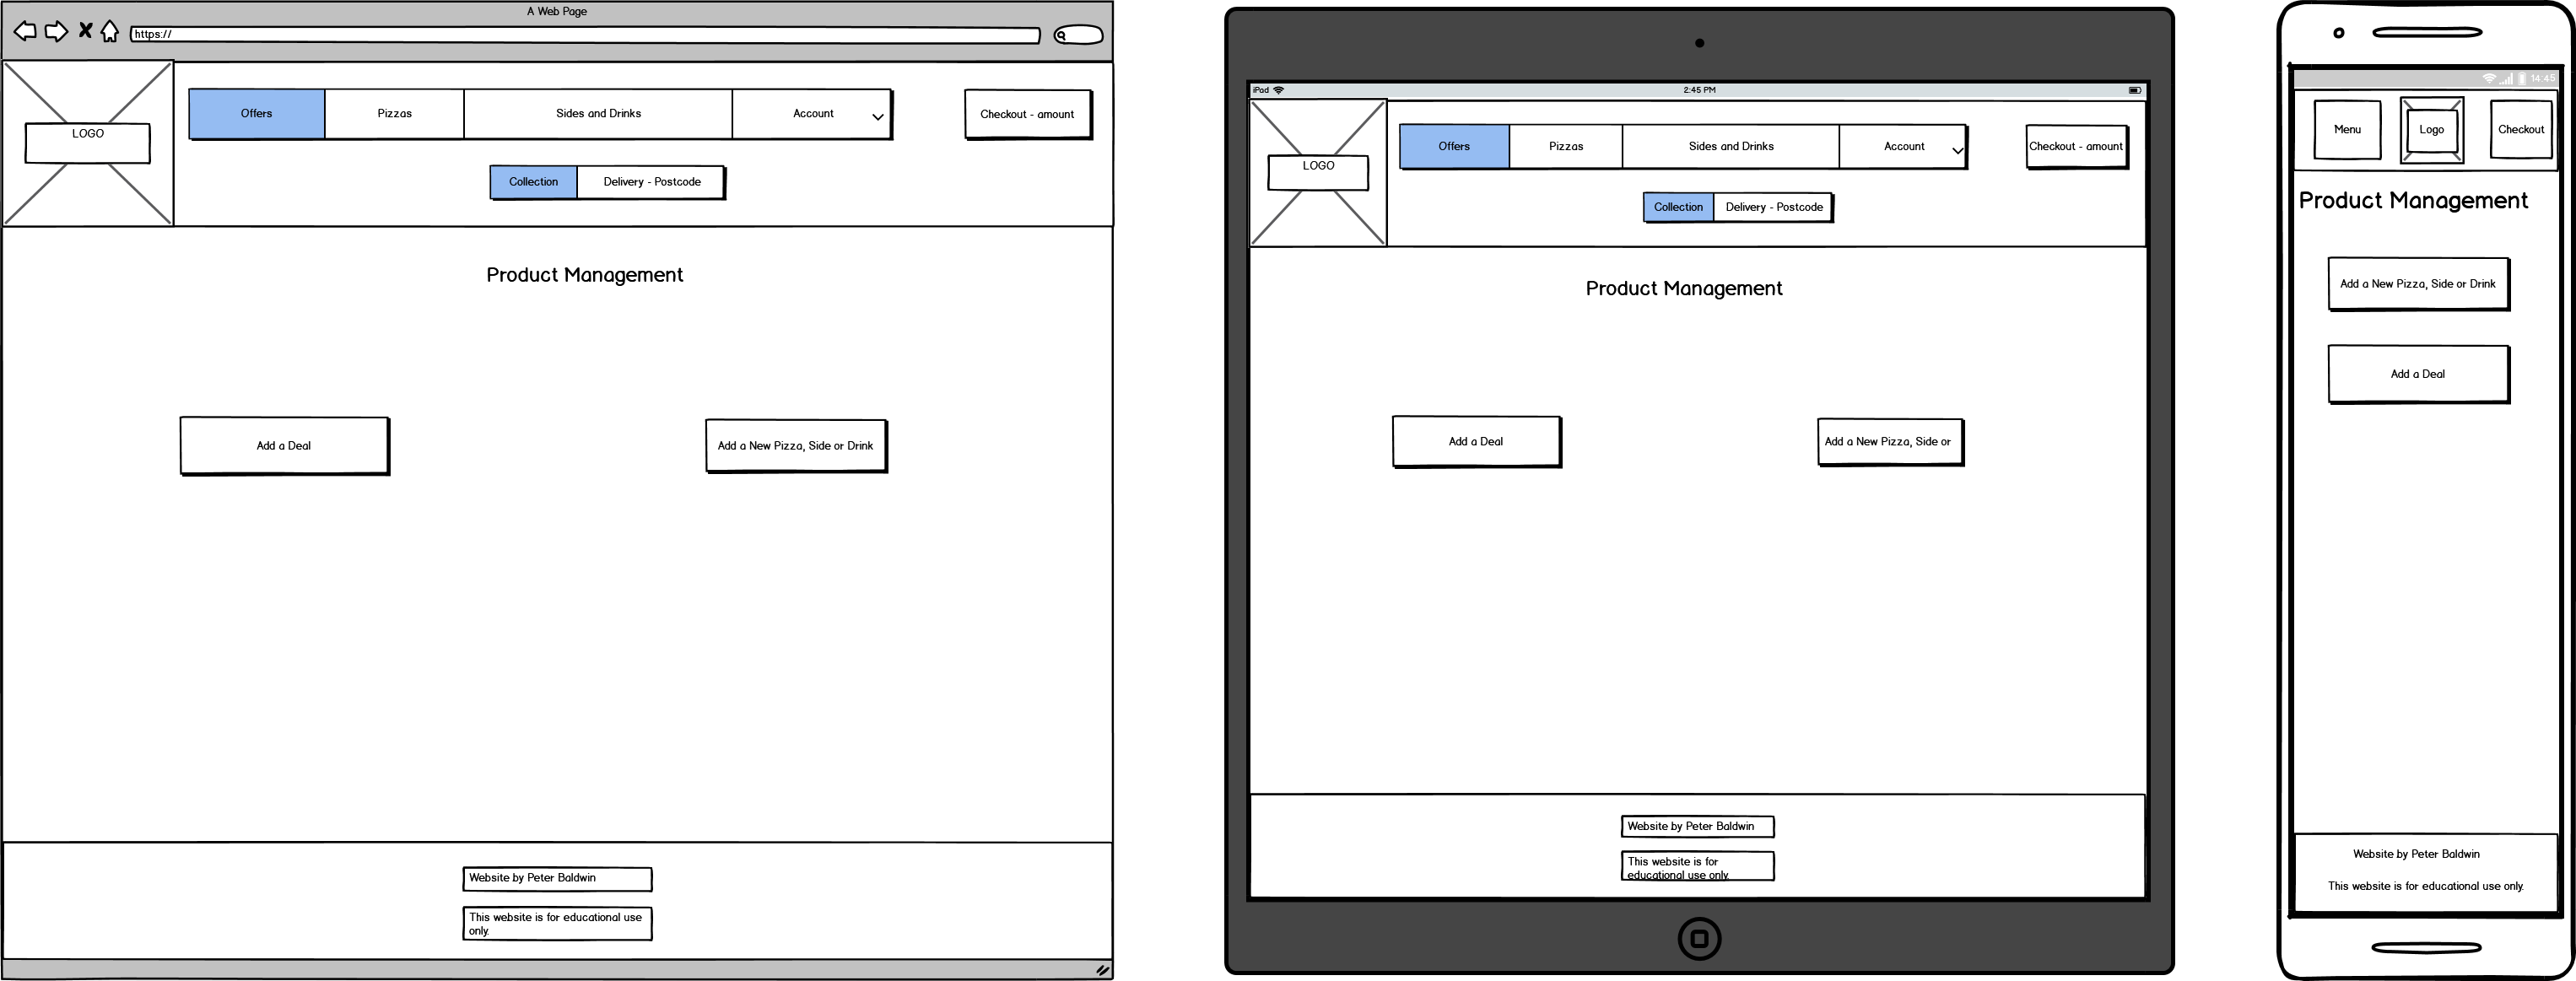 A Web Page
https://
LOGO
Offers
Pizzas
Sides and Drinks
Account
Checkout - amount
Collection
Delivery - Postcode
Product Management
Add a Deal
Add a New Pizza, Side or Drink
Website by Peter Baldwin
This website is for educational use
only.
iPad
2:45 PM
LOGO
Offers
Pizzas
Sides and Drinks
Account
Checkout - amount
Collection
Delivery - Postcode
Product Management
Add a Deal
Add a New Pizza, Side or
Website by Peter Baldwin
This website is for
educational use only.
14:45
Menu
Logo
Checkout
Product Management
Add a New Pizza, Side or Drink
Add a Deal
Website by Peter Baldwin
This website is for educational use only.